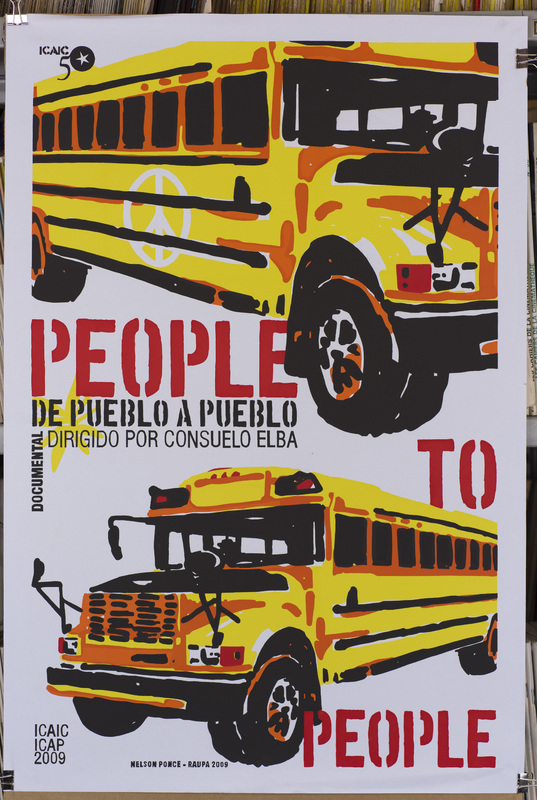 ICAIC
50
PEOPLE
DE PUEBLO A PUEBLO
DIRIGIDO POR CONSUELO ELBA
DOCUMENTAL
TO
PEOPLE
ICAIC
ICAP
2009
NELSON PONCE - RAUPA 2009